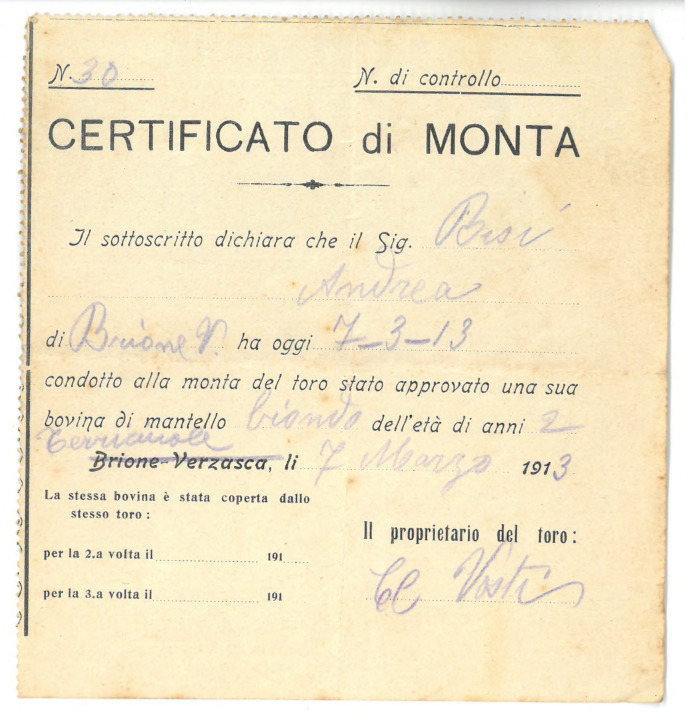 N. 30 N. di controllo
CERTIFICATO di MONTA
Il sottoscritto dichiara che il Sig. Bisi
Andrea
di Brione V. ha oggi 7-3-13
condotto alla monta del toro stato approvato una sua
bovina di mantello biondo dell'età di anni 2
Brione-Verzasca, li 7 Marzo 1913
La stessa bovina è stata coperta dallo
stesso toro:
per la 2.a volta il 191
per la 3.a volta il 191
Il proprietario del toro: